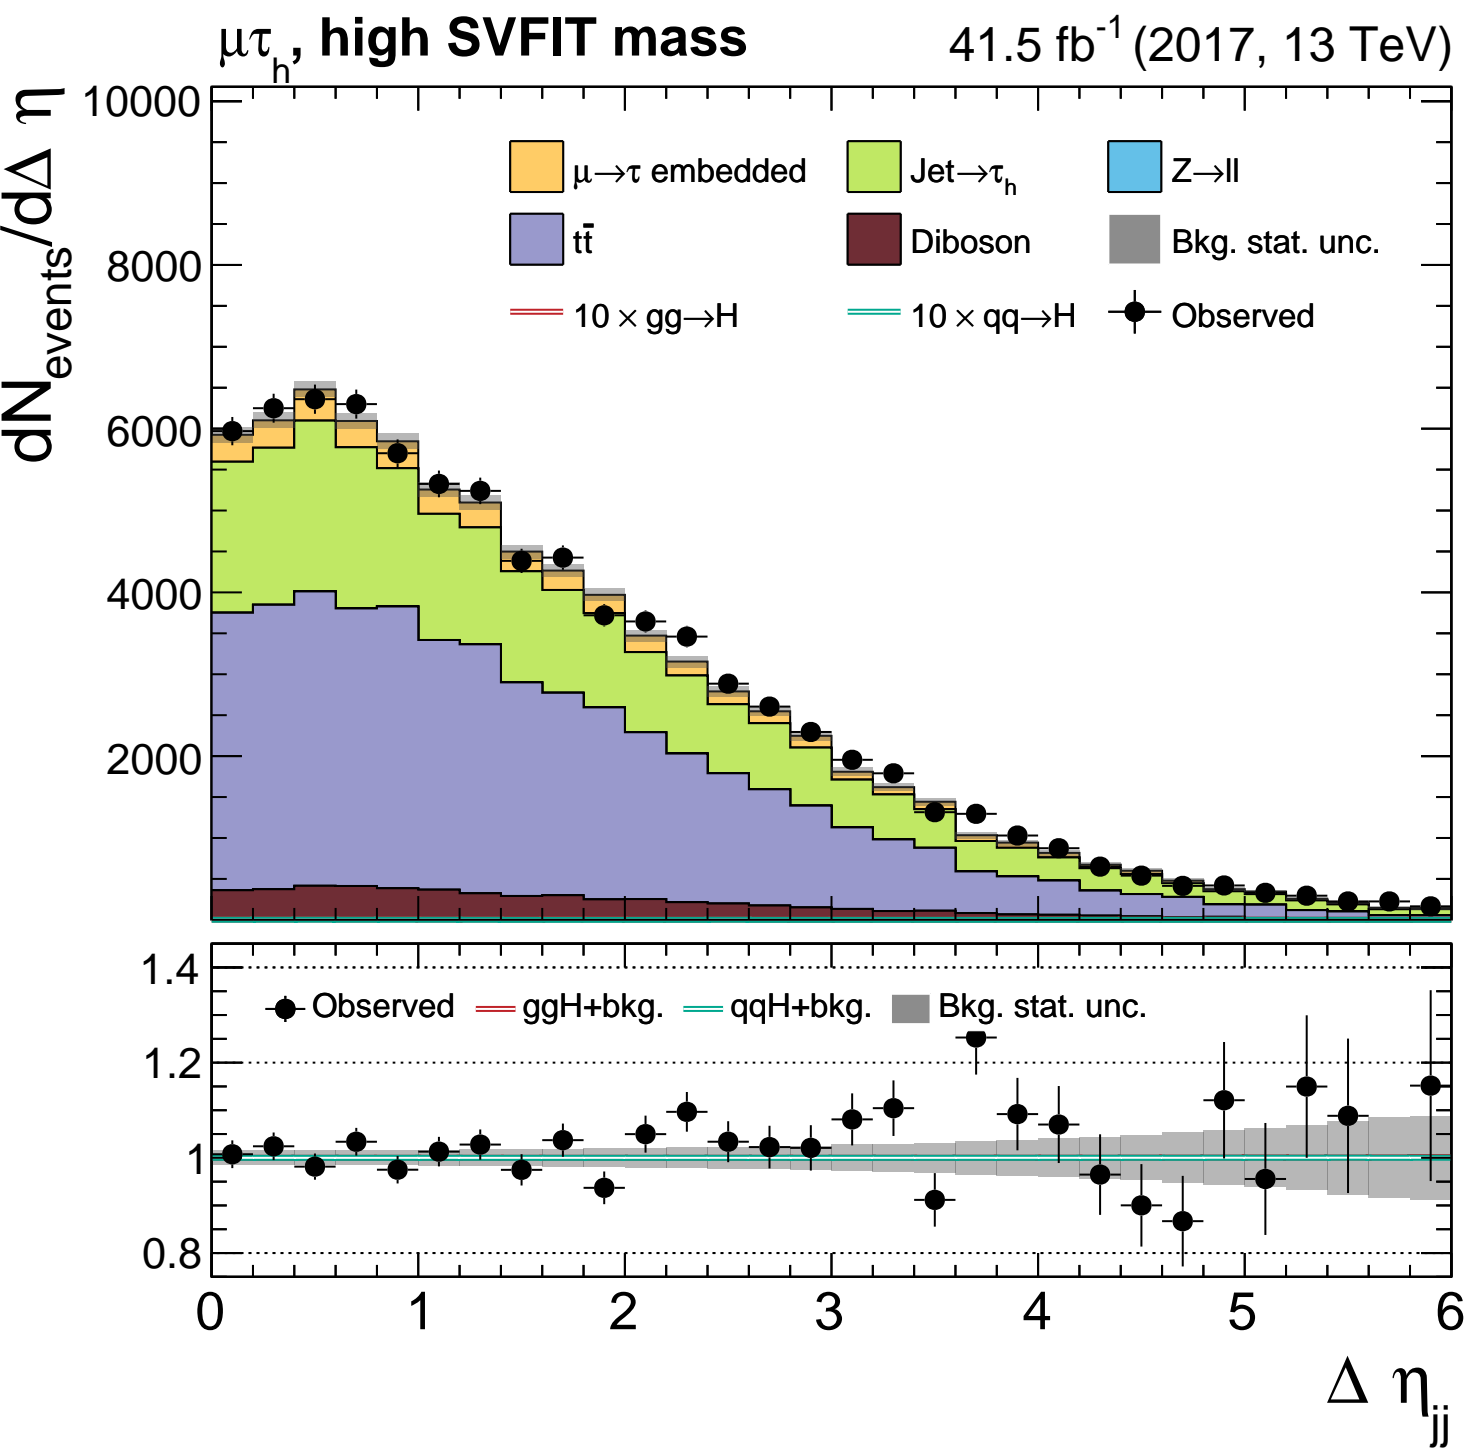 μτh, high SVFIT mass 41.5 fb-1 (2017, 13 TeV)
dNevents/dΔ η
10000
8000
6000
4000
2000
μ→τ embedded Jet→τh Z→ll
tt̄ Diboson Bkg. stat. unc.
10 × gg→H 10 × qq→H Observed
1.4
1.2
1
0.8
Observed ggH+bkg. qqH+bkg. Bkg. stat. unc.
0 1 2 3 4 5 6
Δ ηjj